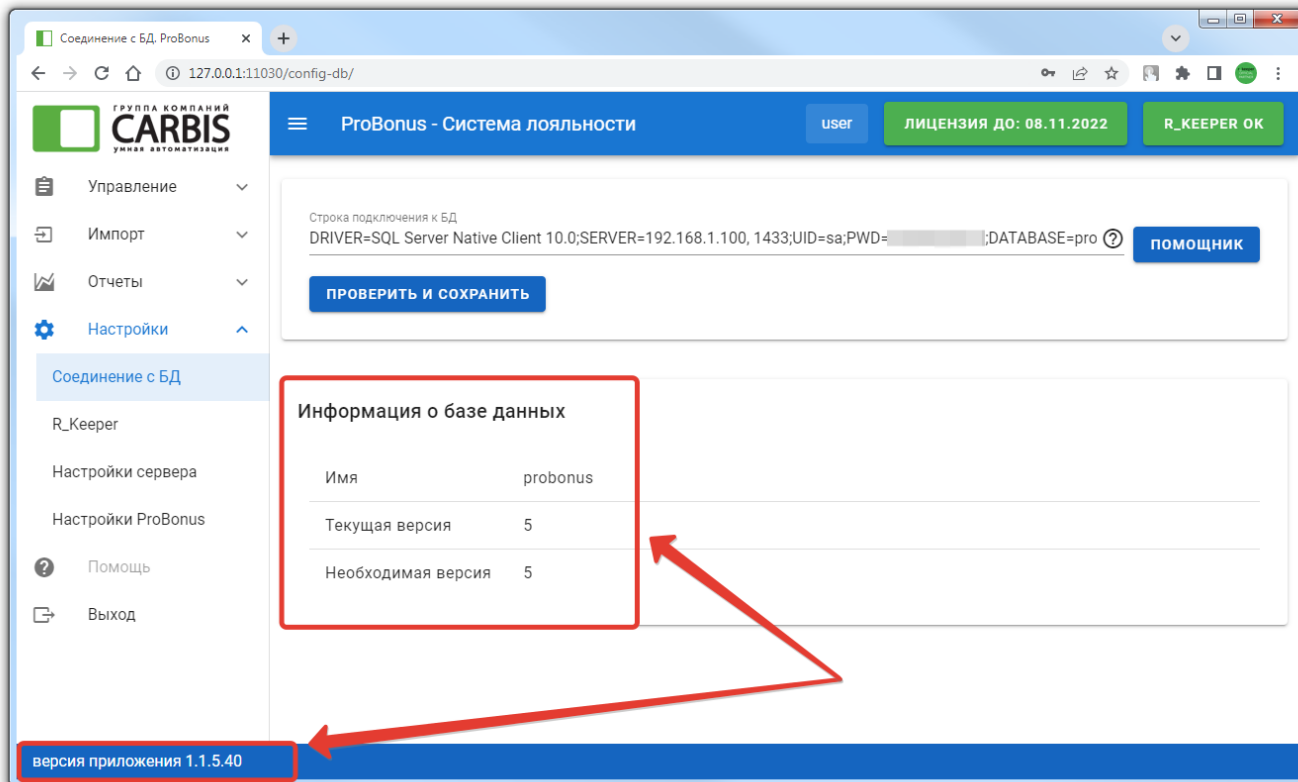 Соединение с БД. ProBonus
127.0.0.1:11030/config-db/
ГРУППА КОМПАНИЙ
CARBIS
умная автоматизация
ProBonus - Система лояльности
user
ЛИЦЕНЗИЯ ДО: 08.11.2022
R_KEEPER OK
Управление
Импорт
Отчеты
Настройки
Соединение с БД
R_Keeper
Настройки сервера
Настройки ProBonus
Помощь
Выход
Строка подключения к БД
DRIVER=SQL Server Native Client 10.0;SERVER=192.168.1.100, 1433;UID=sa;PWD= ;DATABASE=pro
ПОМОЩНИК
ПРОВЕРИТЬ И СОХРАНИТЬ
Информация о базе данных
Имя probonus
Текущая версия 5
Необходимая версия 5
версия приложения 1.1.5.40